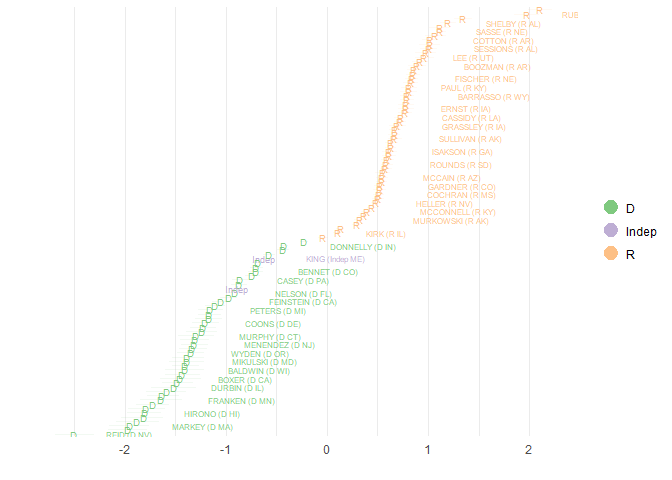 R
R RUB
R
R SHELBY (R AL)
R SASSE (R NE)
R
R COTTON (R AR)
R
R SESSIONS (R AL)
R
R LEE (R UT)
R
R BOOZMAN (R AR)
R
R FISCHER (R NE)
R
R PAUL (R KY)
R
R BARRASSO (R WY)
R
R ERNST (R IA)
R
R CASSIDY (R LA)
R
R GRASSLEY (R IA)
R
R SULLIVAN (R AK)
R
R ISAKSON (R GA)
R
R ROUNDS (R SD)
R
R MCCAIN (R AZ)
R
R GARDNER (R CO)
R
R COCHRAN (R MS)
R
R HELLER (R NV)
R
R MCCONNELL (R KY)
R
R MURKOWSKI (R AK)
R
R KIRK (R IL)
R
D
D DONNELLY (D IN)
D
D
Indep KING (Indep ME)
D
D BENNET (D CO)
D
D CASEY (D PA)
D
Indep
D NELSON (D FL)
D
D FEINSTEIN (D CA)
D
D PETERS (D MI)
D
D
D COONS (D DE)
D
D MURPHY (D CT)
D
D MENENDEZ (D NJ)
D
D WYDEN (D OR)
D
D MIKULSKI (D MD)
D
D BALDWIN (D WI)
D
D BOXER (D CA)
D
D DURBIN (D IL)
D
D FRANKEN (D MN)
D
D
D HIRONO (D HI)
D
D
D MARKEY (D MA)
D
D REID (D NV)
-2 -1 0 1 2
D
Indep
R